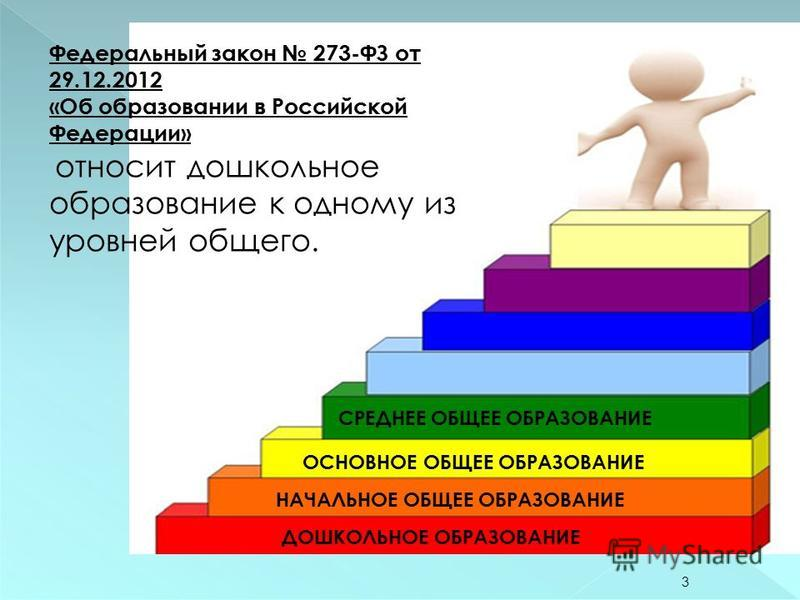 Федеральный закон № 273-ФЗ от
29.12.2012
«Об образовании в Российской
Федерации»
относит дошкольное
образование к одному из
уровней общего.
СРЕДНЕЕ ОБЩЕЕ ОБРАЗОВАНИЕ
ОСНОВНОЕ ОБЩЕЕ ОБРАЗОВАНИЕ
НАЧАЛЬНОЕ ОБЩЕЕ ОБРАЗОВАНИЕ
ДОШКОЛЬНОЕ ОБРАЗОВАНИЕ
MyShared
3